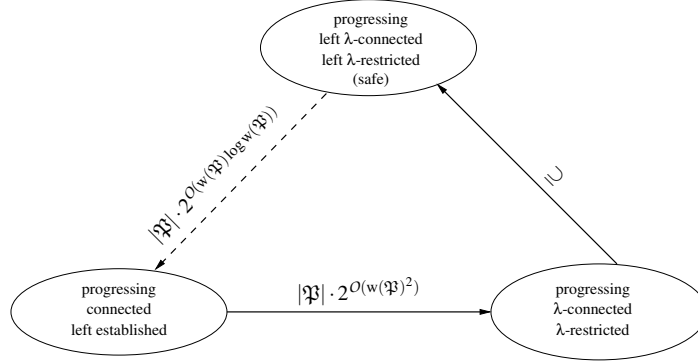 progressing
left λ-connected
left λ-restricted
(safe)
|𝔓| · 2^{O(w(𝔓) log w(𝔓))}
⊇
progressing
connected
left established
|𝔓| · 2^{O(w(𝔓)^2)}
progressing
λ-connected
λ-restricted